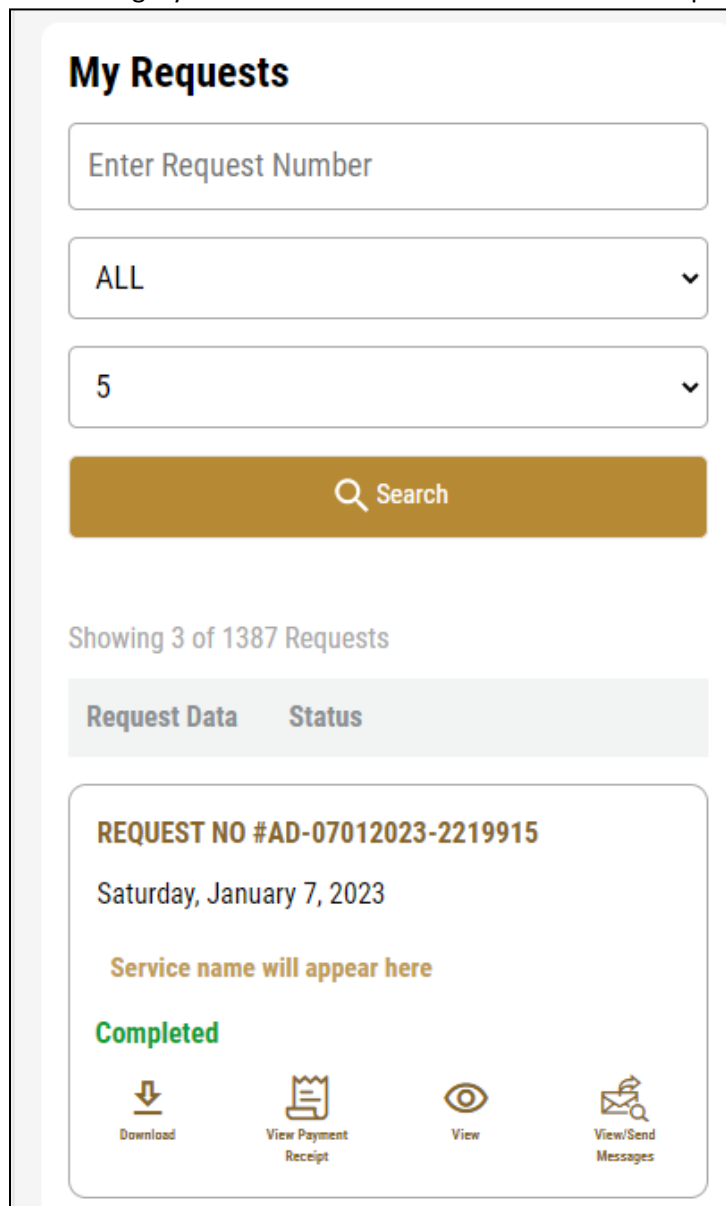 My Requests
Enter Request Number
ALL
5
Search
Showing 3 of 1387 Requests
Request Data Status
REQUEST NO #AD-07012023-2219915
Saturday, January 7, 2023
Service name will appear here
Completed
Download View Payment Receipt View View/Send Messages